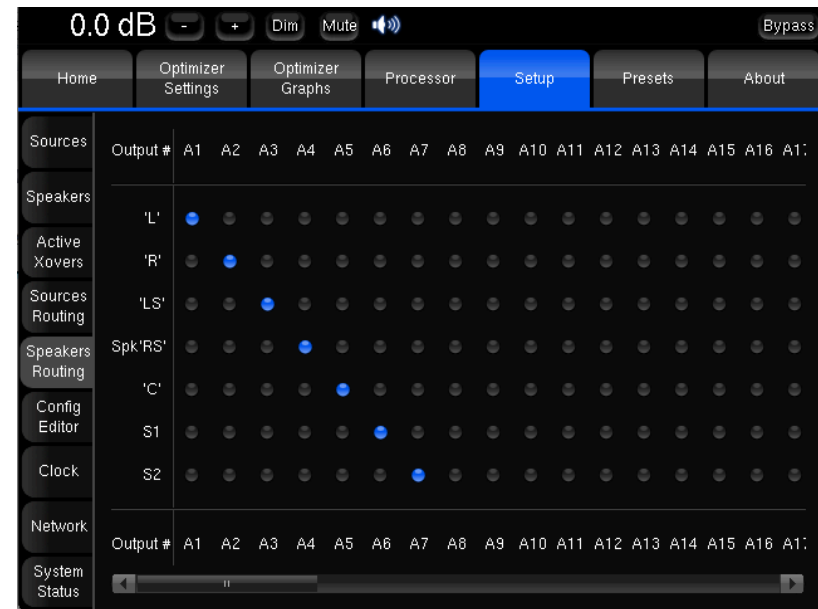 0.0 dB - + Dim Mute Bypass
Home Optimizer Settings Optimizer Graphs Processor Setup Presets About
Sources
Speakers
Active
Xovers
Sources
Routing
Speakers
Routing
Config
Editor
Clock
Network
System
Status
Output # A1 A2 A3 A4 A5 A6 A7 A8 A9 A10 A11 A12 A13 A14 A15 A16
'L'
'R'
'LS'
Spk'RS'
'C'
S1
S2
Output # A1 A2 A3 A4 A5 A6 A7 A8 A9 A10 A11 A12 A13 A14 A15 A16